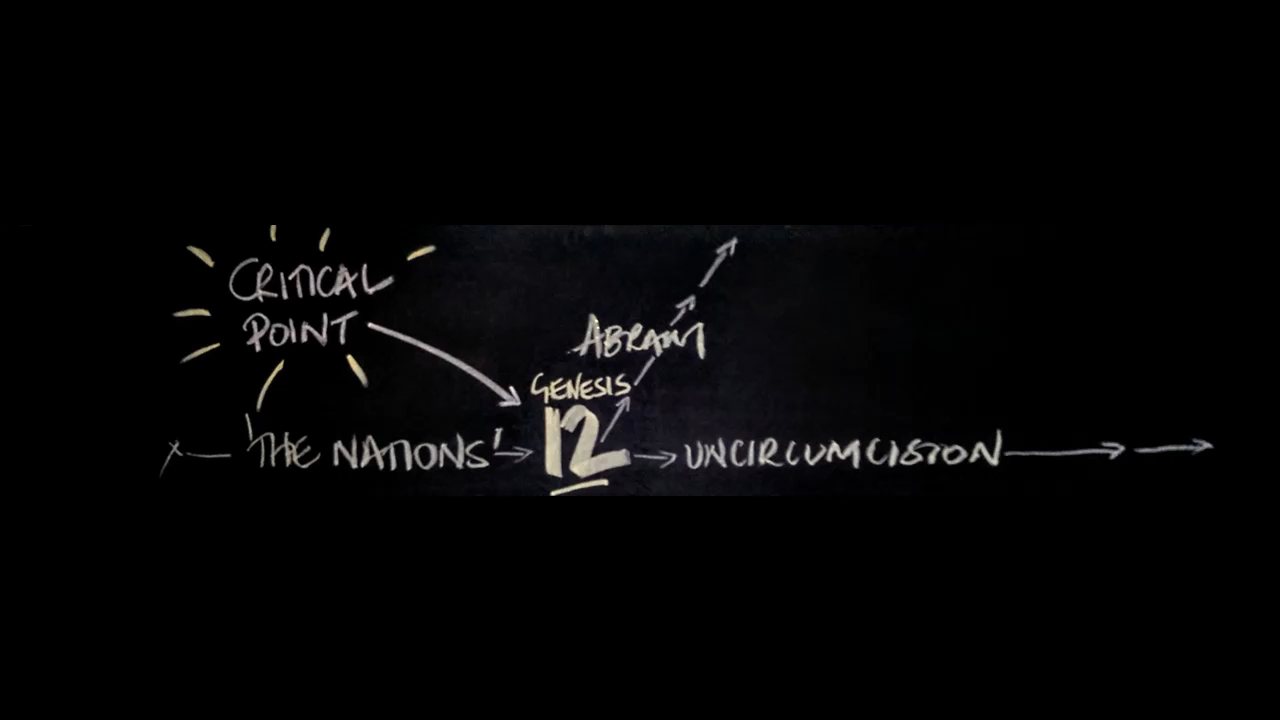 CRITICAL
POINT
ABRAM
GENESIS
'THE NATIONS' 12 UNCIRCUMCISION